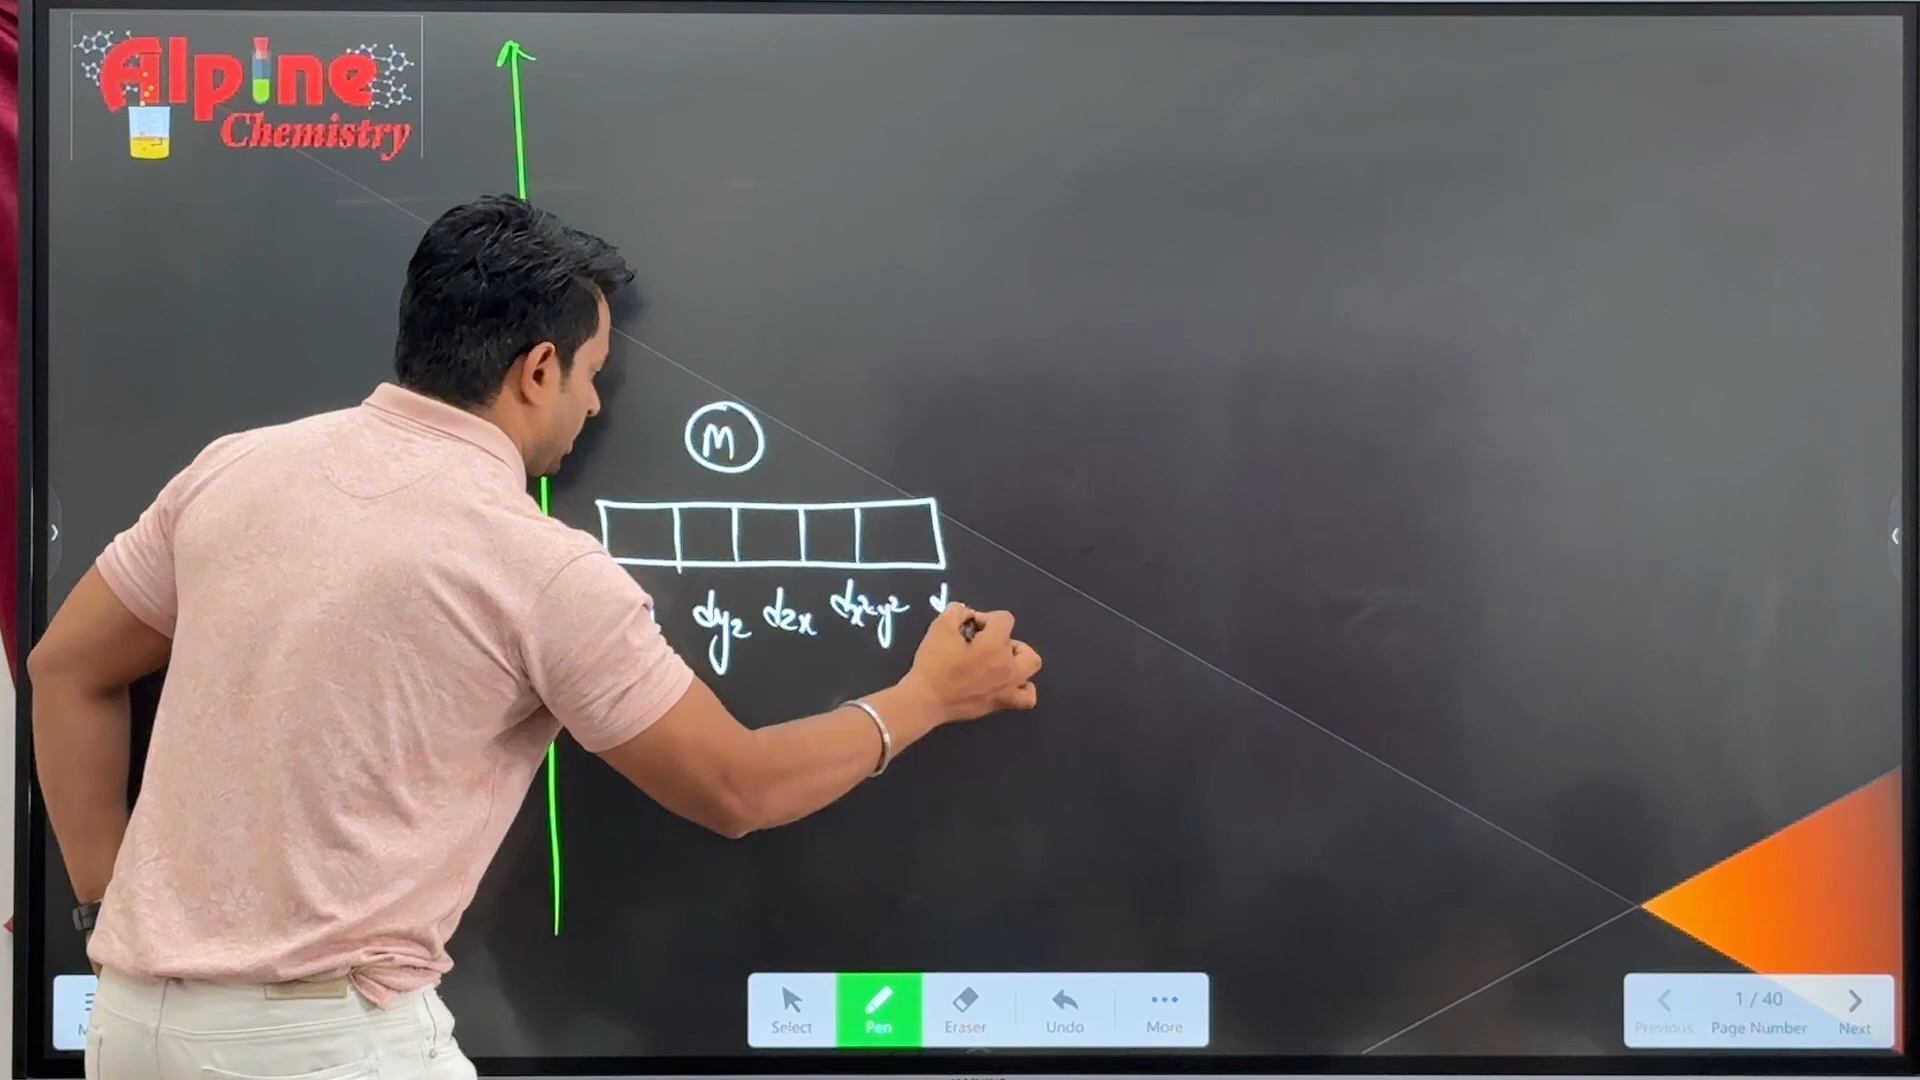 Alpine
Chemistry
M
dyz dzx dx²-y² d
Select Pen Eraser Undo More
1 / 40
Previous Page Number Next